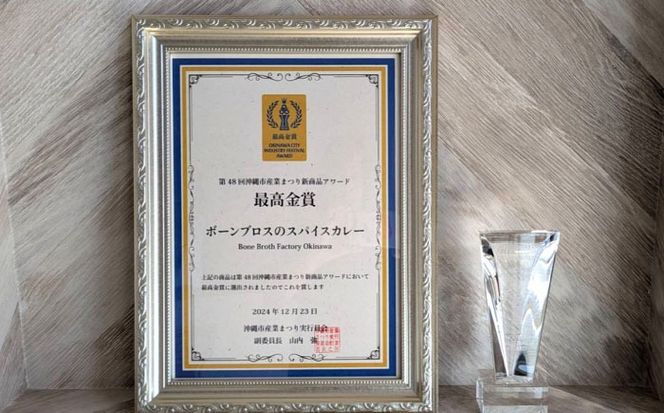 最高金賞
OKINAWA CITY
INDUSTRY FESTIVAL
AWARD
第48回沖縄市産業まつり新商品アワード
最高金賞
ボーンブロスのスパイスカレー
Bone Broth Factory Okinawa
上記の商品は第48回沖縄市産業まつり新商品アワードにおいて
最高金賞に選出されましたのでこれを賞します
2024年12月23日
沖縄市産業まつり実行委員会
副委員長 山内 強